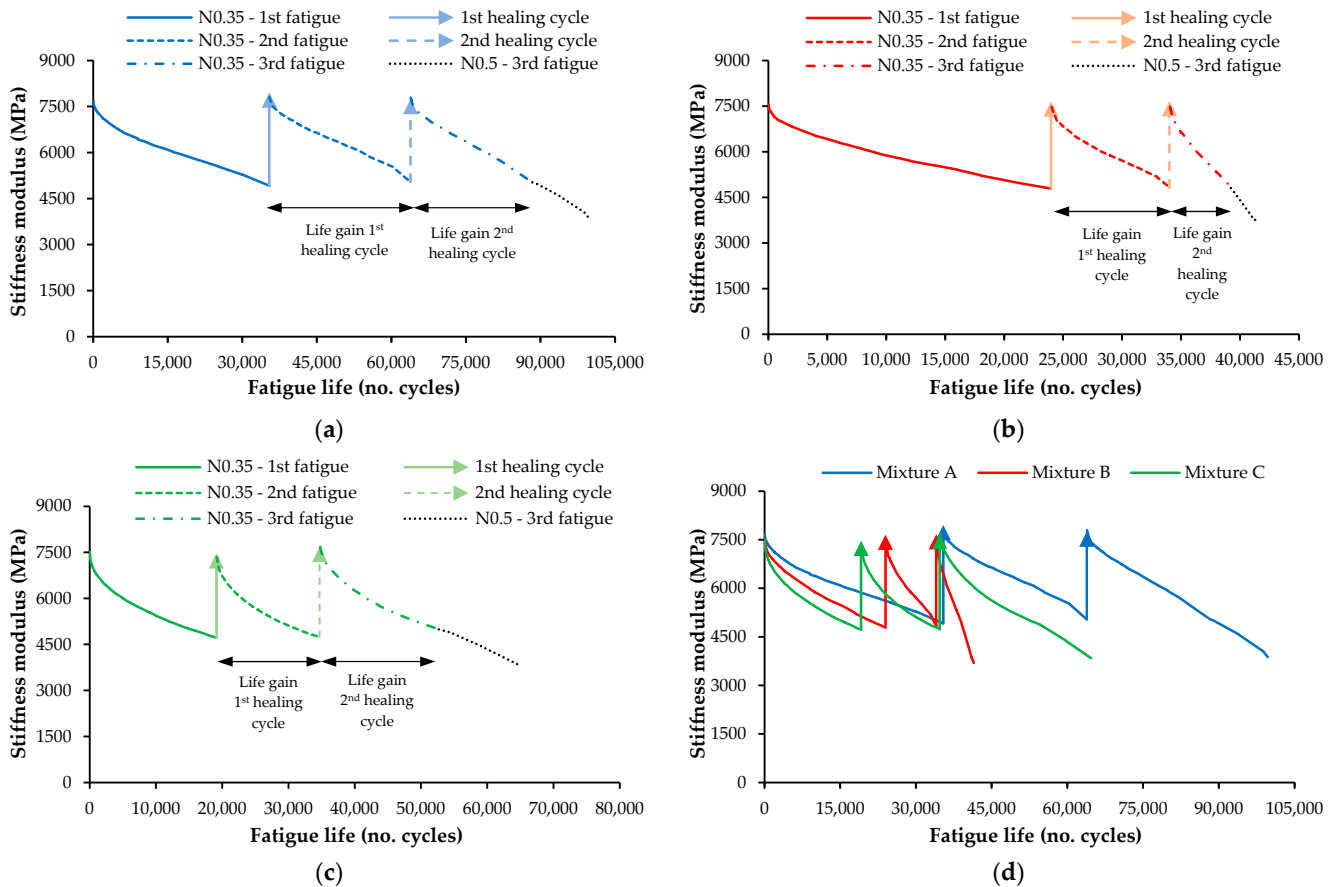 N0.35 - 1st fatigue
1st healing cycle
N0.35 - 2nd fatigue
2nd healing cycle
N0.35 - 3rd fatigue
N0.5 - 3rd fatigue
9000
7500
6000
4500
3000
1500
0
Stiffness modulus (MPa)
Life gain 1st
healing cycle
Life gain 2nd
healing cycle
0
15,000
30,000
45,000
60,000
75,000
90,000
105,000
Fatigue life (no. cycles)
(a)
N0.35 - 1st fatigue
1st healing cycle
N0.35 - 2nd fatigue
2nd healing cycle
N0.35 - 3rd fatigue
N0.5 - 3rd fatigue
9000
7500
6000
4500
3000
1500
0
Stiffness modulus (MPa)
Life gain
1st healing
cycle
Life gain
2nd
healing
cycle
0
5,000
10,000
15,000
20,000
25,000
30,000
35,000
40,000
45,000
Fatigue life (no. cycles)
(b)
N0.35 - 1st fatigue
1st healing cycle
N0.35 - 2nd fatigue
2nd healing cycle
N0.35 - 3rd fatigue
N0.5 - 3rd fatigue
9000
7500
6000
4500
3000
1500
0
Stiffness modulus (MPa)
Life gain
1st healing
cycle
Life gain
2nd healing
cycle
0
10,000
20,000
30,000
40,000
50,000
60,000
70,000
80,000
Fatigue life (no. cycles)
(c)
Mixture A
Mixture B
Mixture C
9000
7500
6000
4500
3000
1500
0
Stiffness modulus (MPa)
0
15,000
30,000
45,000
60,000
75,000
90,000
105,000
Fatigue life (no. cycles)
(d)